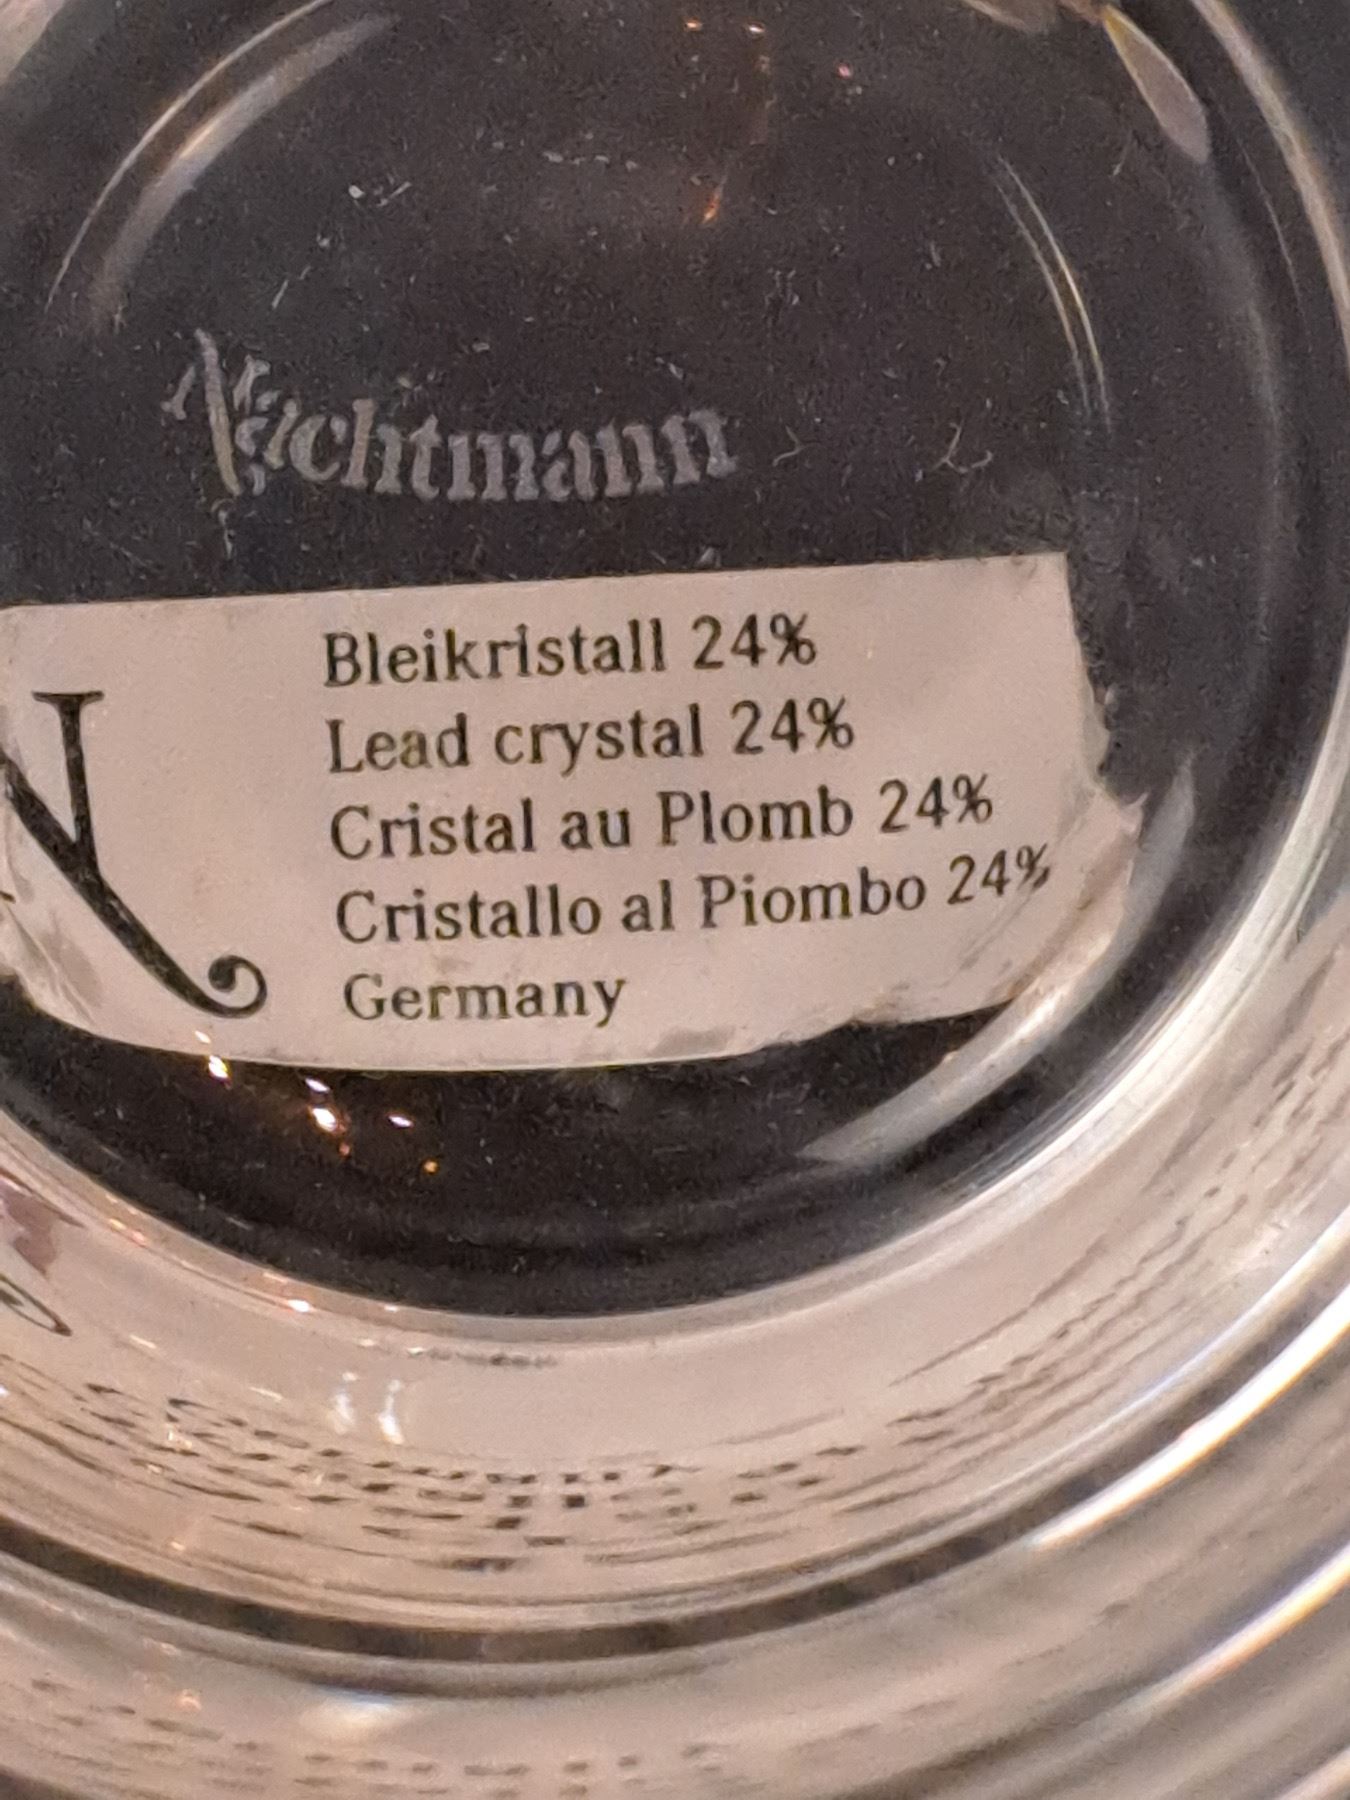 Nachtmann
N
Bleikristall 24%
Lead crystal 24%
Cristal au Plomb 24%
Cristallo al Piombo 24%
Germany